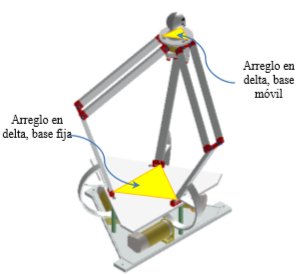 Arreglo en
delta, base
móvil
Arreglo en
delta, base fija